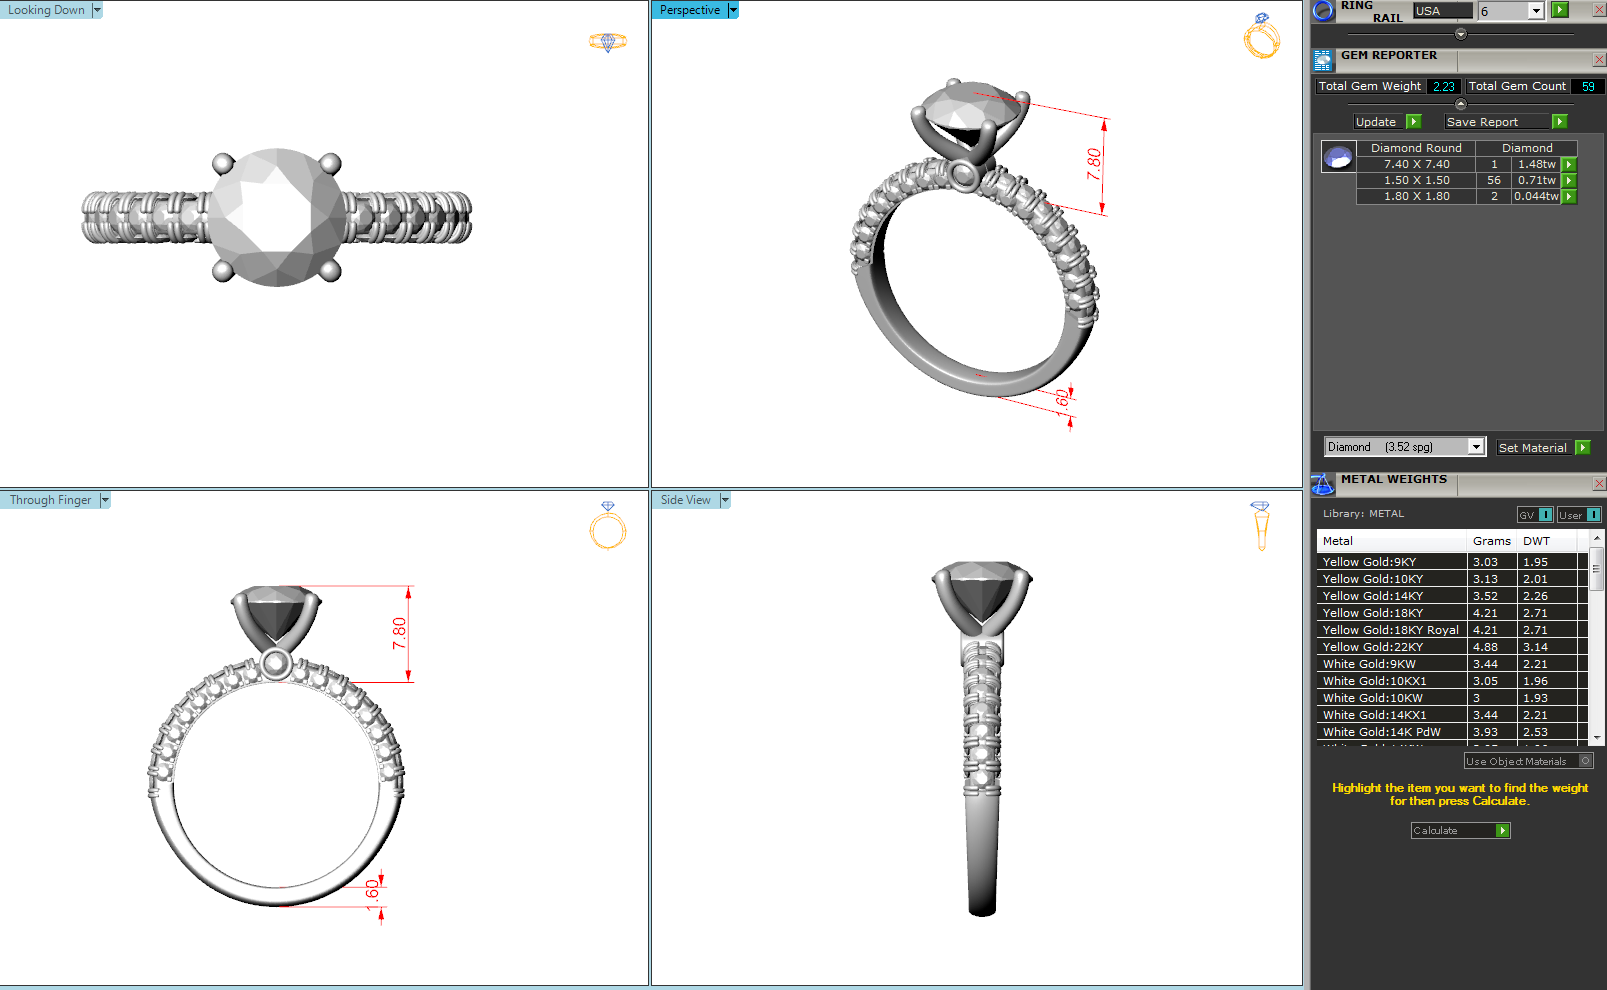 Looking Down
Perspective
7.80
1.60
Through Finger
7.80
1.60
Side View
RING RAIL USA 6
GEM REPORTER
Total Gem Weight 2.23 Total Gem Count 59
Update Save Report
Diamond Round Diamond
7.40 X 7.40 1 1.48tw
1.50 X 1.50 56 0.71tw
1.80 X 1.80 2 0.044tw
Diamond (3.52 spg) Set Material
METAL WEIGHTS
Library: METAL GV I User I
Metal Grams DWT
Yellow Gold:9KY 3.03 1.95
Yellow Gold:10KY 3.13 2.01
Yellow Gold:14KY 3.52 2.26
Yellow Gold:18KY 4.21 2.71
Yellow Gold:18KY Royal 4.21 2.71
Yellow Gold:22KY 4.88 3.14
White Gold:9KW 3.44 2.21
White Gold:10KX1 3.05 1.96
White Gold:10KW 3 1.93
White Gold:14KX1 3.44 2.21
White Gold:14K PdW 3.93 2.53
Use Object Materials
Highlight the item you want to find the weight
for then press Calculate.
Calculate